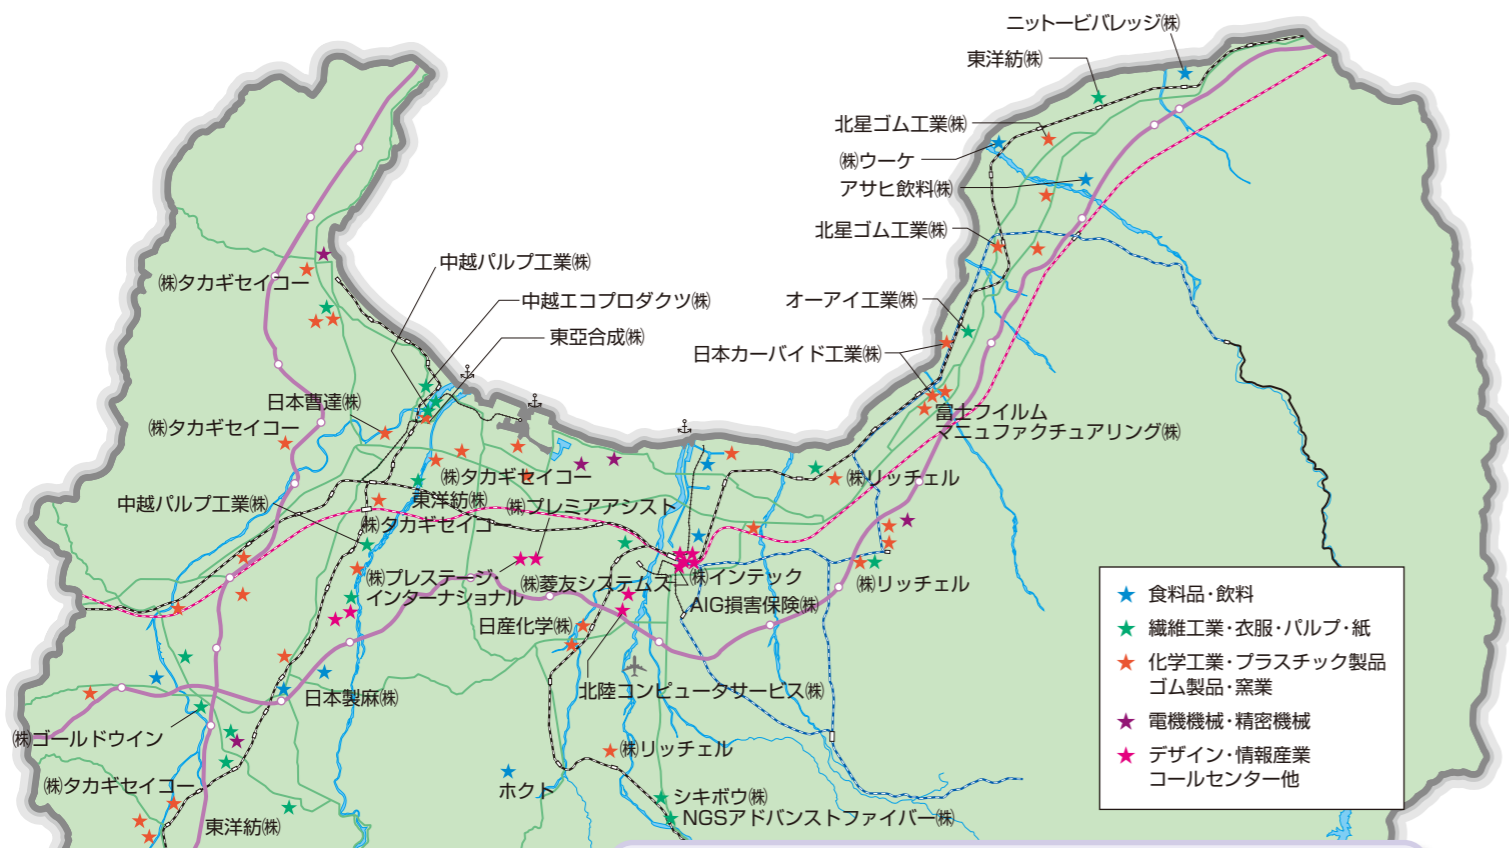 ニットービバレッジ㈱
東洋紡㈱
北星ゴム工業㈱
㈱ウーケ
アサヒ飲料㈱
北星ゴム工業㈱
㈱タカギセイコー
中越パルプ工業㈱
中越エコプロダクツ㈱
オーアイ工業㈱
東亞合成㈱
日本カーバイド工業㈱
日本曹達㈱
㈱タカギセイコー
富士フイルム
マニュファクチュアリング㈱
㈱タカギセイコー
㈱リッチェル
中越パルプ工業㈱
東洋紡㈱
㈱プレミアアシスト
㈱タカギセイコー
㈱プレステージ・
インターナショナル
㈱菱友システムズ
㈱インテック
㈱リッチェル
AIG損害保険㈱
日産化学㈱
北陸コンピュータサービス㈱
日本製麻㈱
㈱ゴールドウイン
㈱リッチェル
㈱タカギセイコー
ホクト
シキボウ㈱
NGSアドバンストファイバー㈱
東洋紡㈱
食料品・飲料
繊維工業・衣服・パルプ・紙
化学工業・プラスチック製品
ゴム製品・窯業
電機機械・精密機械
デザイン・情報産業
コールセンター他